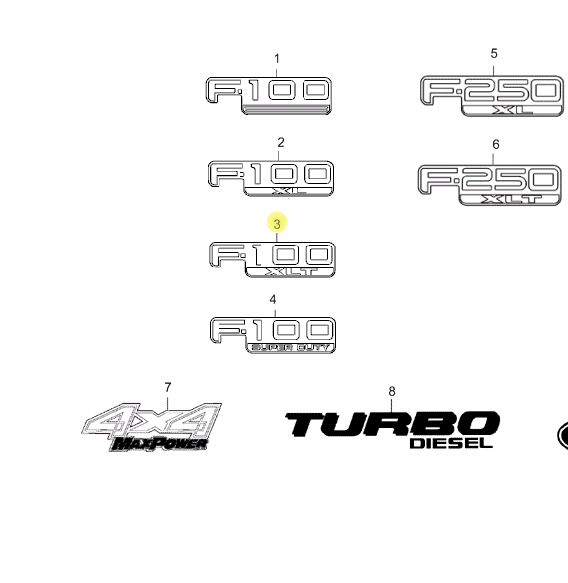 1
F-100
2
F-100
XL
3
F-100
XLT
4
F-100
SUPER DUTY
5
F-250
XL
6
F-250
XLT
7
4x4
MAXPOWER
8
TURBO
DIESEL